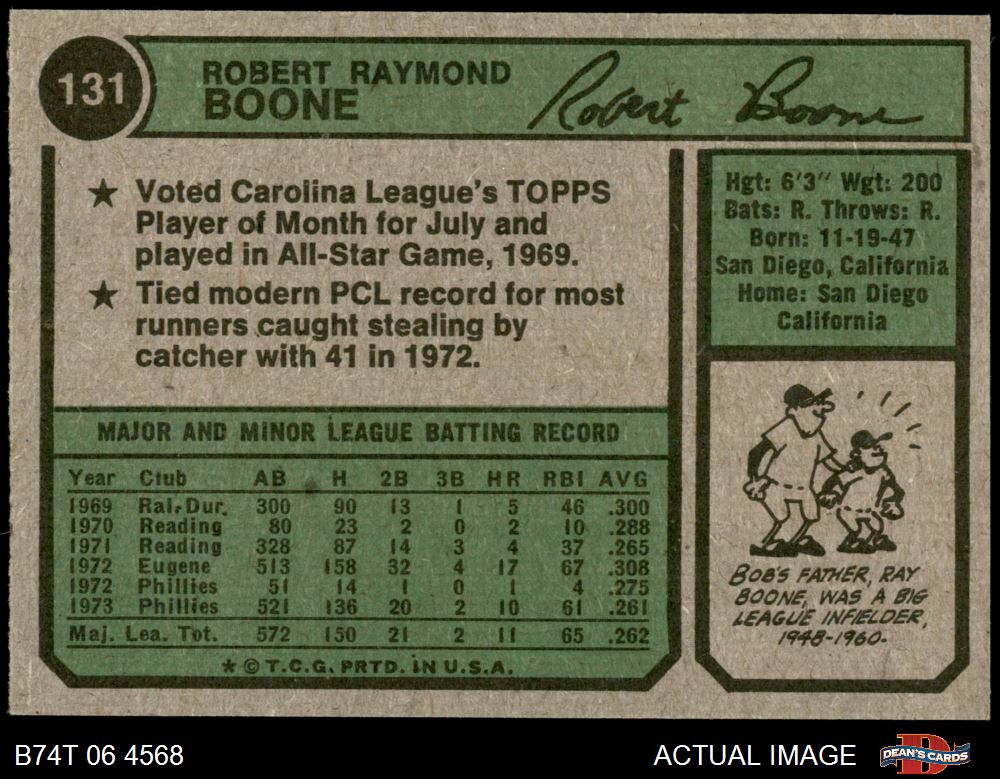 131
ROBERT RAYMOND
BOONE
Robert Boone
★ Voted Carolina League's TOPPS
Player of Month for July and
played in All-Star Game, 1969.
★ Tied modern PCL record for most
runners caught stealing by
catcher with 41 in 1972.
Hgt: 6'3" Wgt: 200
Bats: R. Throws: R.
Born: 11-19-47
San Diego, California
Home: San Diego
California
MAJOR AND MINOR LEAGUE BATTING RECORD
Year Club AB H 2B 3B HR RBI AVG
1969 Ral.Dur. 300 90 13 1 5 46 .300
1970 Reading 80 23 2 0 2 10 .288
1971 Reading 328 87 14 3 4 37 .265
1972 Eugene 513 158 32 4 17 67 .308
1972 Phillies 51 14 1 0 1 4 .275
1973 Phillies 521 136 20 2 10 61 .261
Maj. Lea. Tot. 572 150 21 2 11 65 .262
* © T.C.G. PRTD. IN U.S.A.
BOB'S FATHER, RAY
BOONE, WAS A BIG
LEAGUE INFIELDER,
1948-1960.
B74T 06 4568
ACTUAL IMAGE
DEAN'S CARDS